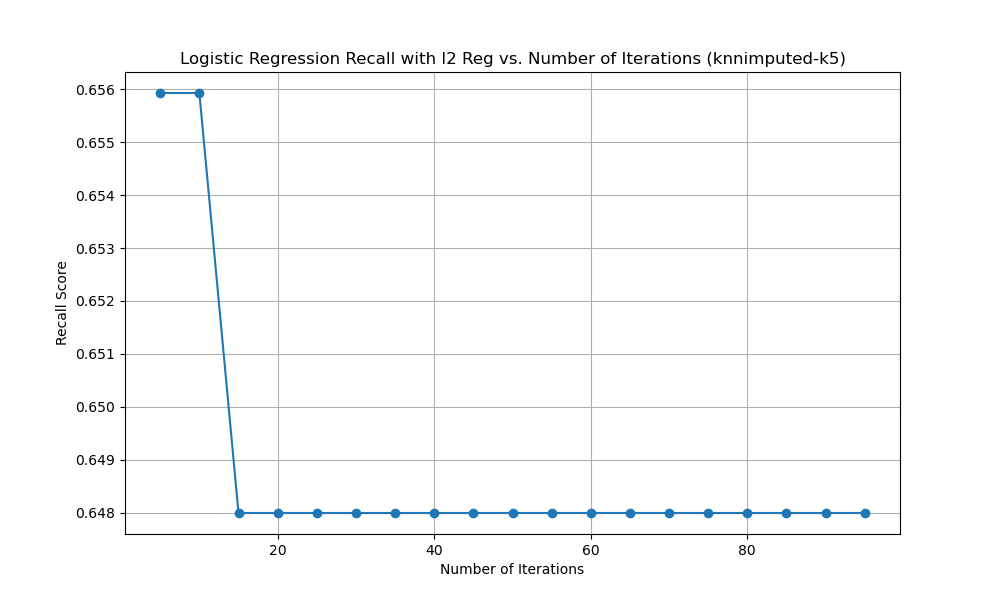 Logistic Regression Recall with l2 Reg vs. Number of Iterations (knnimputed-k5)
Recall Score
0.656
0.655
0.654
0.653
0.652
0.651
0.650
0.649
0.648
20 40 60 80
Number of Iterations